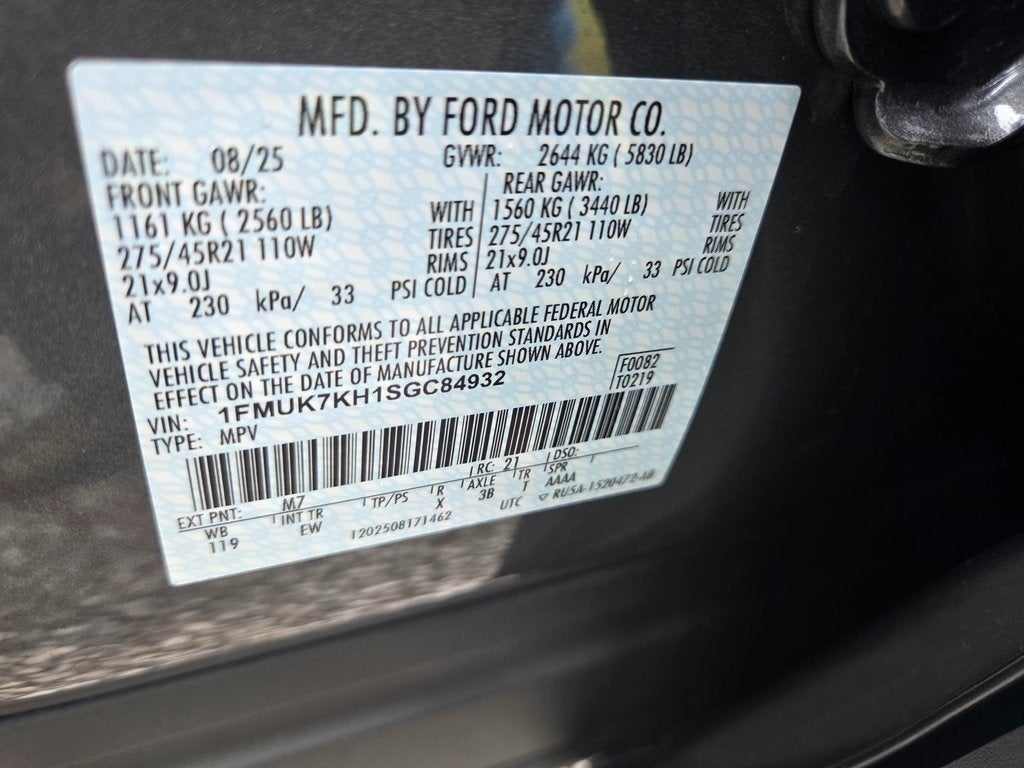 MFD. BY FORD MOTOR CO.
DATE: 08/25 GVWR: 2644 KG ( 5830 LB)
FRONT GAWR: REAR GAWR:
1161 KG ( 2560 LB) WITH 1560 KG ( 3440 LB) WITH
275/45R21 110W TIRES 275/45R21 110W TIRES
21x9.0J RIMS 21x9.0J RIMS
AT 230 kPa/ 33 PSI COLD AT 230 kPa/ 33 PSI COLD
THIS VEHICLE CONFORMS TO ALL APPLICABLE FEDERAL MOTOR
VEHICLE SAFETY AND THEFT PREVENTION STANDARDS IN
EFFECT ON THE DATE OF MANUFACTURE SHOWN ABOVE.
VIN: 1FMUK7KH1SGC84932 F0082
TYPE: MPV T0219
EXT PNT: M7 RC: 21 DSO:
WB INT TR TP/PS R AXLE TR SPR
119 EW X 3B T AAAA
1202508171462 UTC ▽ RU5A-1520472-AB